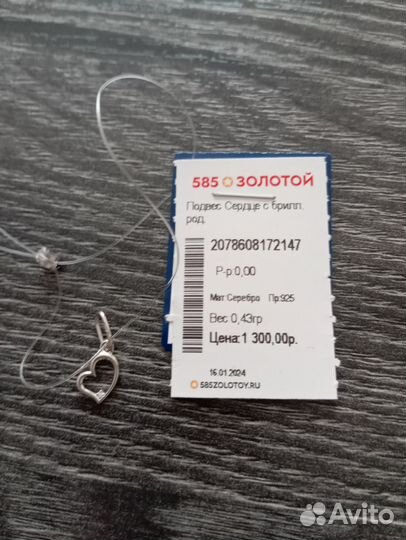 585 ЗОЛОТОЙ
Подвес Сердце с брилл.
род.
2078608172147
Р-р:0,00
Мат Серебро Пр:925
Вес 0,43гр
Цена:1 300,00р.
16.01.2024
585ZOLOTOY.RU
Avito